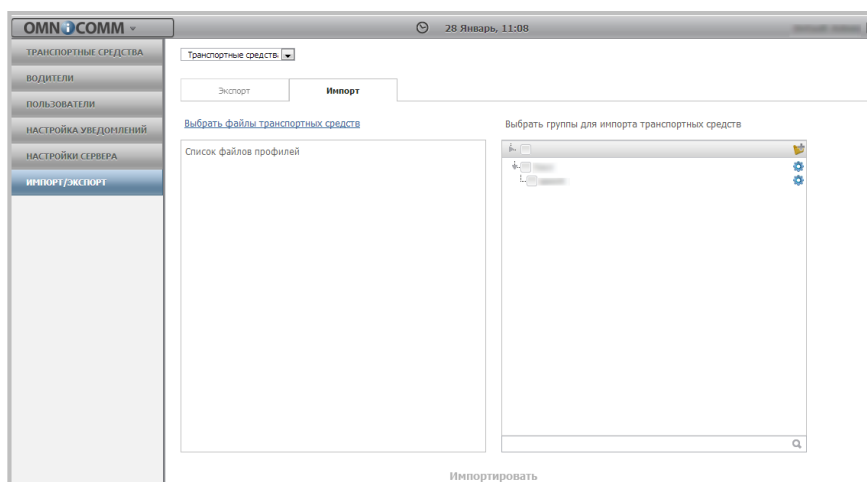 OMNiCOMM
28 Январь, 11:08
ТРАНСПОРТНЫЕ СРЕДСТВА
ВОДИТЕЛИ
ПОЛЬЗОВАТЕЛИ
НАСТРОЙКА УВЕДОМЛЕНИЙ
НАСТРОЙКИ СЕРВЕРА
ИМПОРТ/ЭКСПОРТ
Транспортные средств
Экспорт
Импорт
Выбрать файлы транспортных средств
Список файлов профилей
Выбрать группы для импорта транспортных средств
Импортировать